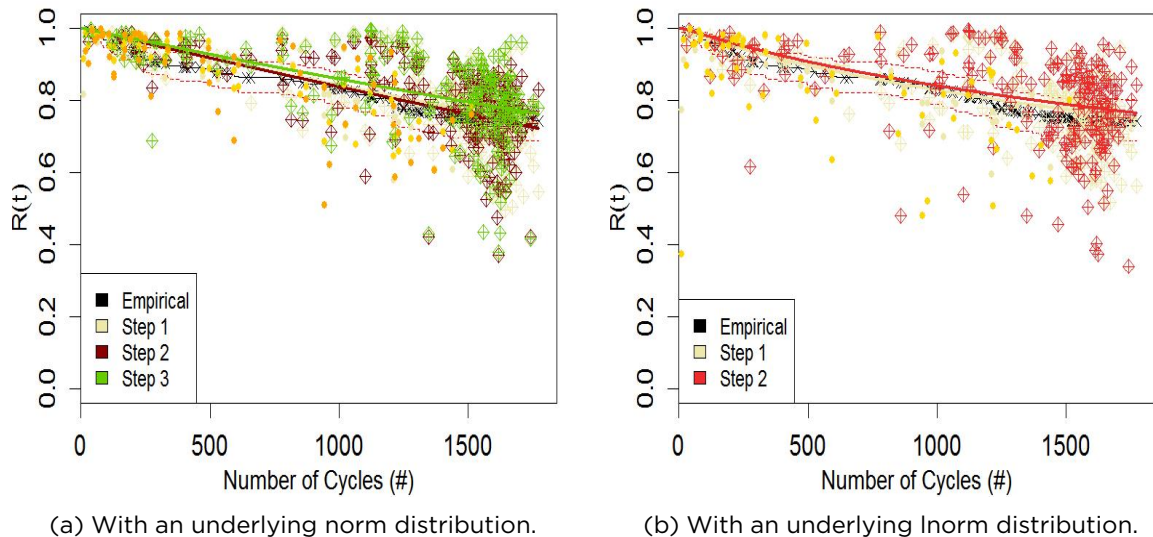 R(t)
1.0
0.8
0.6
0.4
0.2
0.0
Empirical
Step 1
Step 2
Step 3
0 500 1000 1500
Number of Cycles (#)
(a) With an underlying norm distribution.
R(t)
1.0
0.8
0.6
0.4
0.2
0.0
Empirical
Step 1
Step 2
0 500 1000 1500
Number of Cycles (#)
(b) With an underlying lnorm distribution.